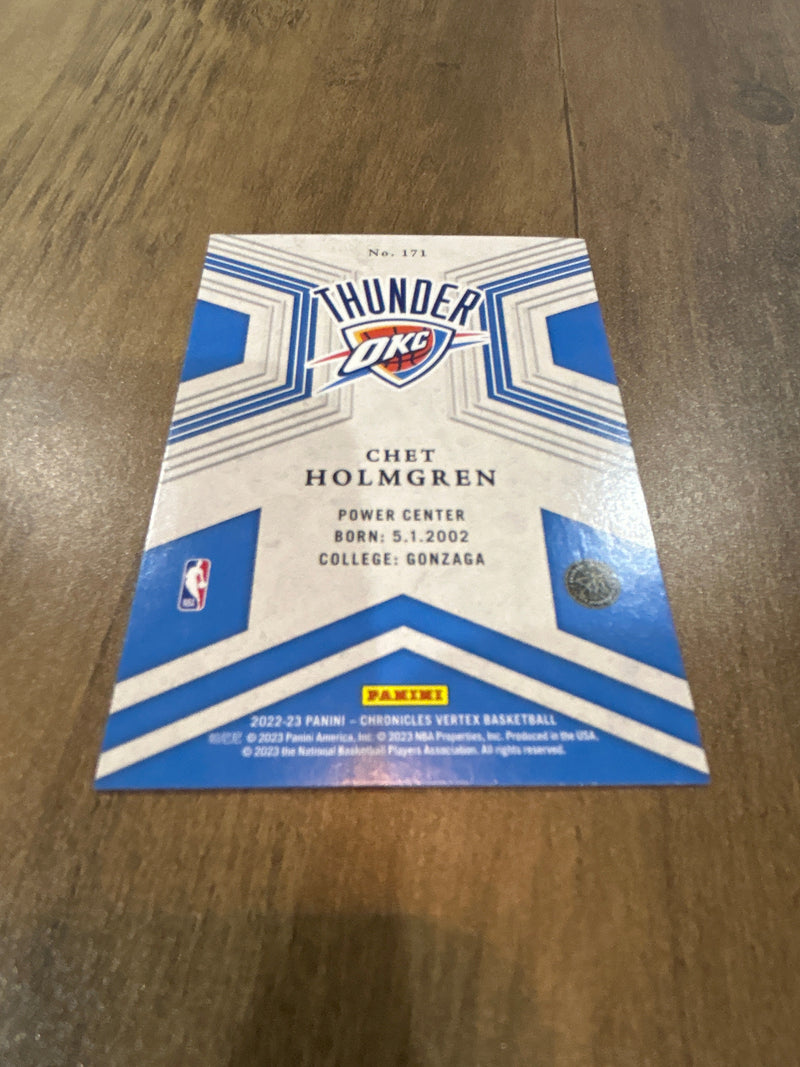 No. 171
THUNDER
OKC
CHET
HOLMGREN
POWER CENTER
BORN: 5.1.2002
COLLEGE: GONZAGA
NBA
PANINI
2022-23 PANINI – CHRONICLES VERTEX BASKETBALL
© 2023 Panini America, Inc. © 2023 NBA Properties, Inc. Produced in the USA.
© 2023 the National Basketball Players Association. All rights reserved.